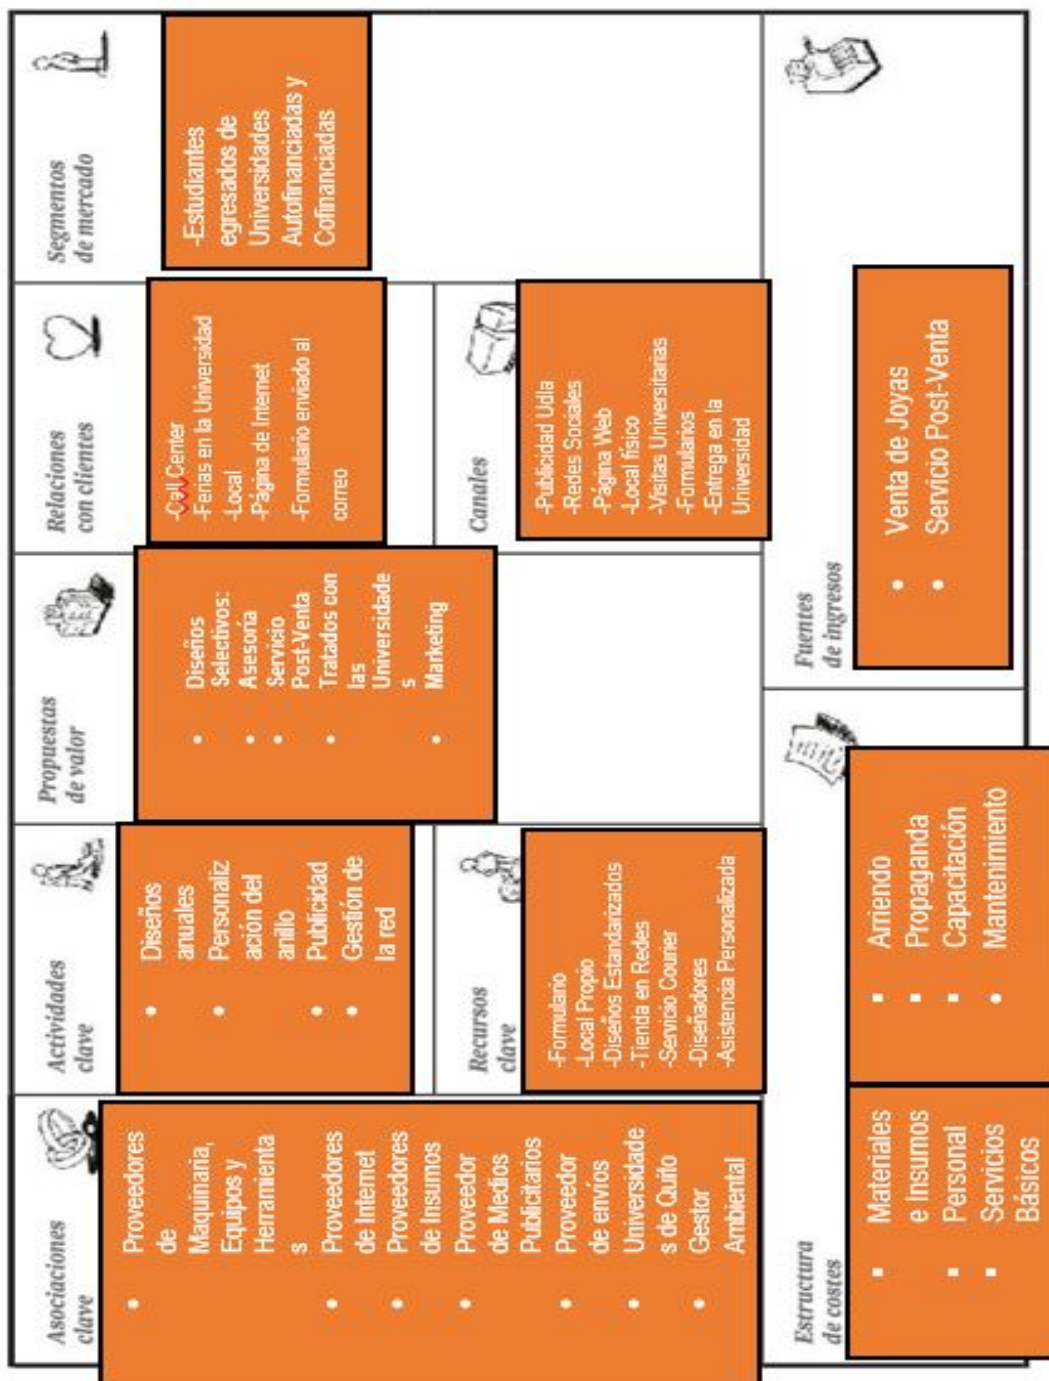 Asociaciones
clave
• Proveedores
de
Maquinaria,
Equipos y
Herramienta
s
• Proveedores
de Internet
• Proveedores
de Insumos
• Proveedor
de Medios
Publicitarios
• Proveedor
de envíos
• Universidade
s de Quito
• Gestor
Ambiental
Actividades
clave
• Diseños
anuales
• Personaliz
ación del
anillo
• Publicidad
• Gestión de
la red
Recursos
clave
-Formulario
-Local Propio
-Diseños Estandarizados
-Tienda en Redes
-Servicio Courrier
-Diseñadores
-Asistencia Personalizada
Propuestas
de valor
• Diseños
Selectivos:
• Asesoría
• Servicio
Post-Venta
• Tratados con
las
Universidade
s
• Marketing
Relaciones
con clientes
-Call Center
-Ferias en la Universidad
-Local
-Página de Internet
-Formulario enviado al
correo
Canales
-Publicidad Udla
-Redes Sociales
-Página Web
-Local físico
-Visitas Universitarias
-Formularios
-Entrega en la
Universidad
Segmentos
de mercado
-Estudiantes
egresados de
Universidades
Autofinanciadas y
Cofinanciadas
Estructura
de costes
▪ Materiales
e Insumos
▪ Personal
▪ Servicios
Básicos
▪ Arriendo
▪ Propaganda
▪ Capacitación
• Mantenimiento
Fuentes
de ingresos
• Venta de Joyas
• Servicio Post-Venta